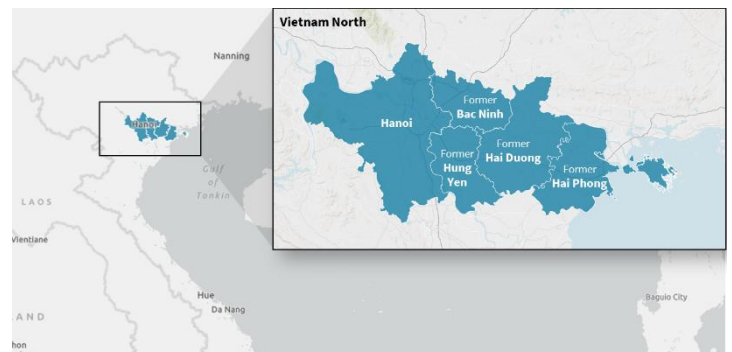 Vietnam North
Nanning
Hanoi
Gulf
of
Tonkin
LAOS
Vientiane
Hue
Da Nang
AND
hon
Baguio City
Hanoi
Former
Bac Ninh
Former
Hung
Yen
Former
Hai Duong
Former
Hai Phong